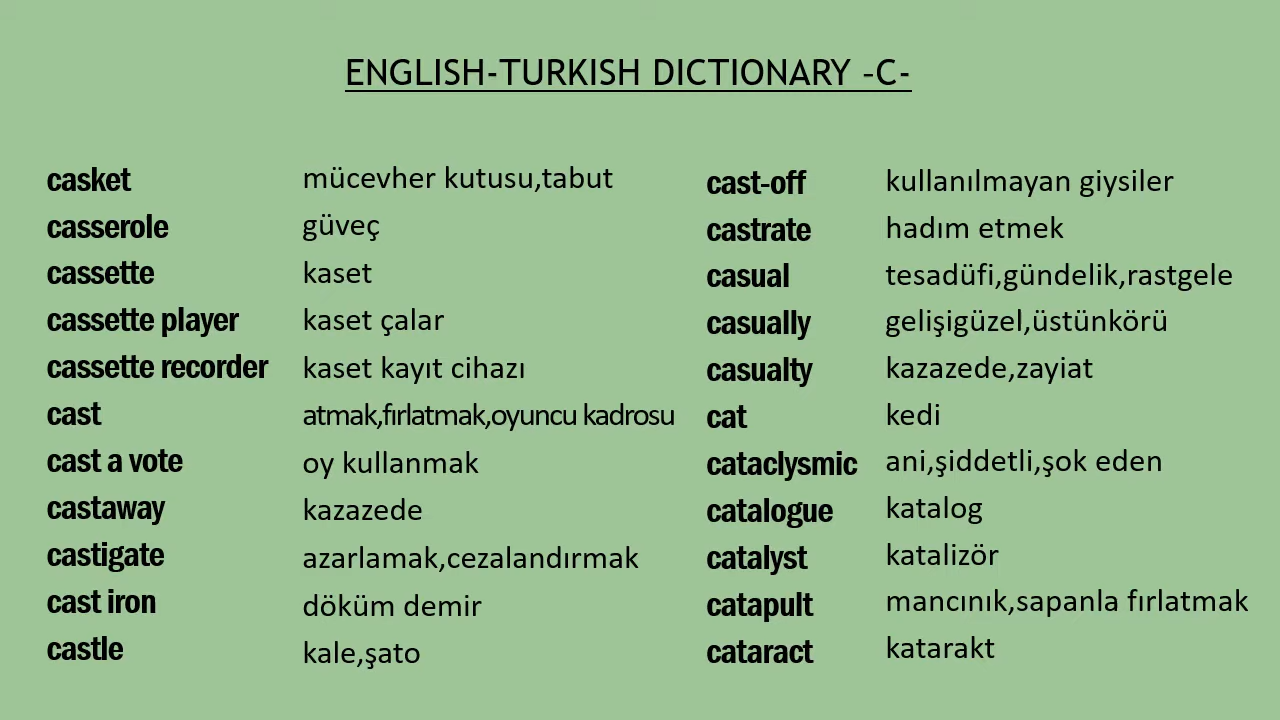 ENGLISH-TURKISH DICTIONARY –C-
casket mücevher kutusu,tabut
casserole güveç
cassette kaset
cassette player kaset çalar
cassette recorder kaset kayıt cihazı
cast atmak,fırlatmak,oyuncu kadrosu
cast a vote oy kullanmak
castaway kazazede
castigate azarlamak,cezalandırmak
cast iron döküm demir
castle kale,şato
cast-off kullanılmayan giysiler
castrate hadım etmek
casual tesadüfi,gündelik,rastgele
casually gelişigüzel,üstünkörü
casualty kazazede,zayiat
cat kedi
cataclysmic ani,şiddetli,şok eden
catalogue katalog
catalyst katalizör
catapult mancınık,sapanla fırlatmak
cataract katarakt